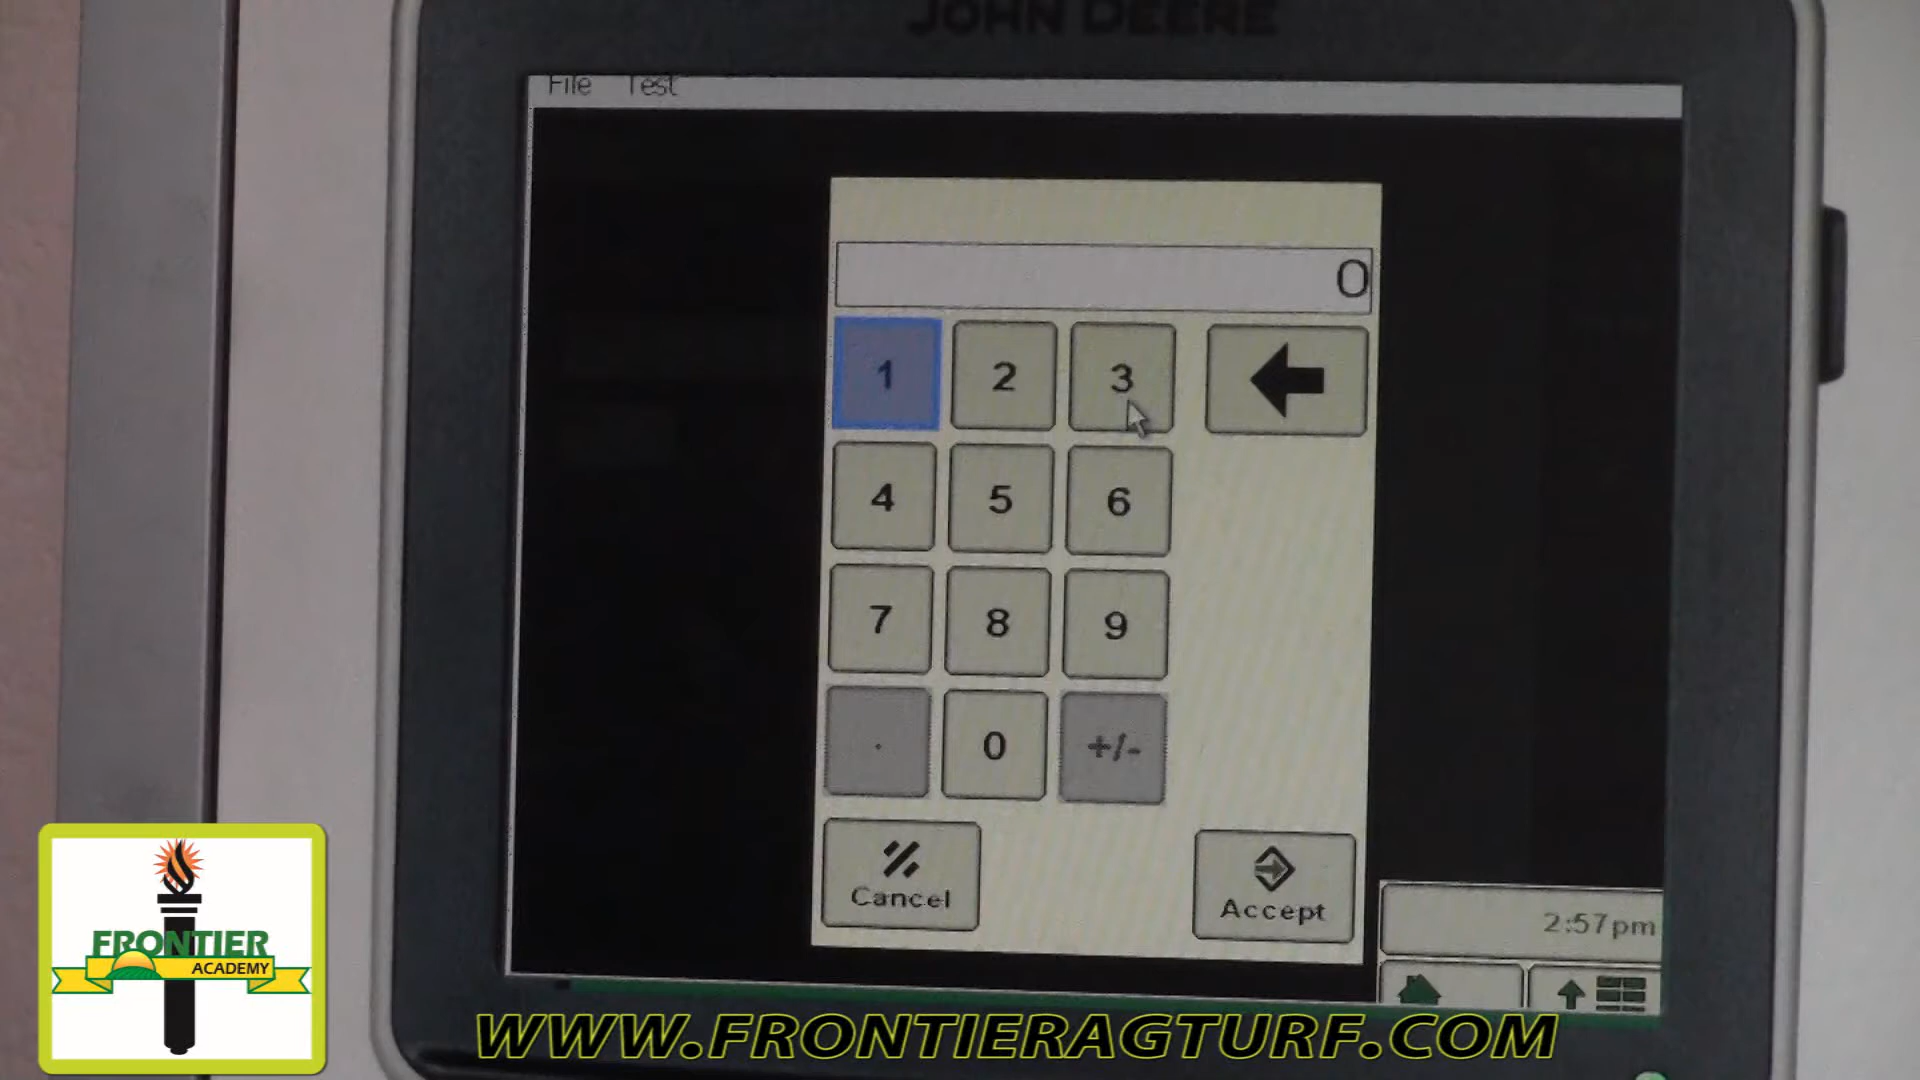 JOHN DEERE
File Test
0
1 2 3
4 5 6
7 8 9
. 0 +/-
Cancel Accept
2:57pm
FRONTIER
ACADEMY
WWW.FRONTIERAGTURF.COM